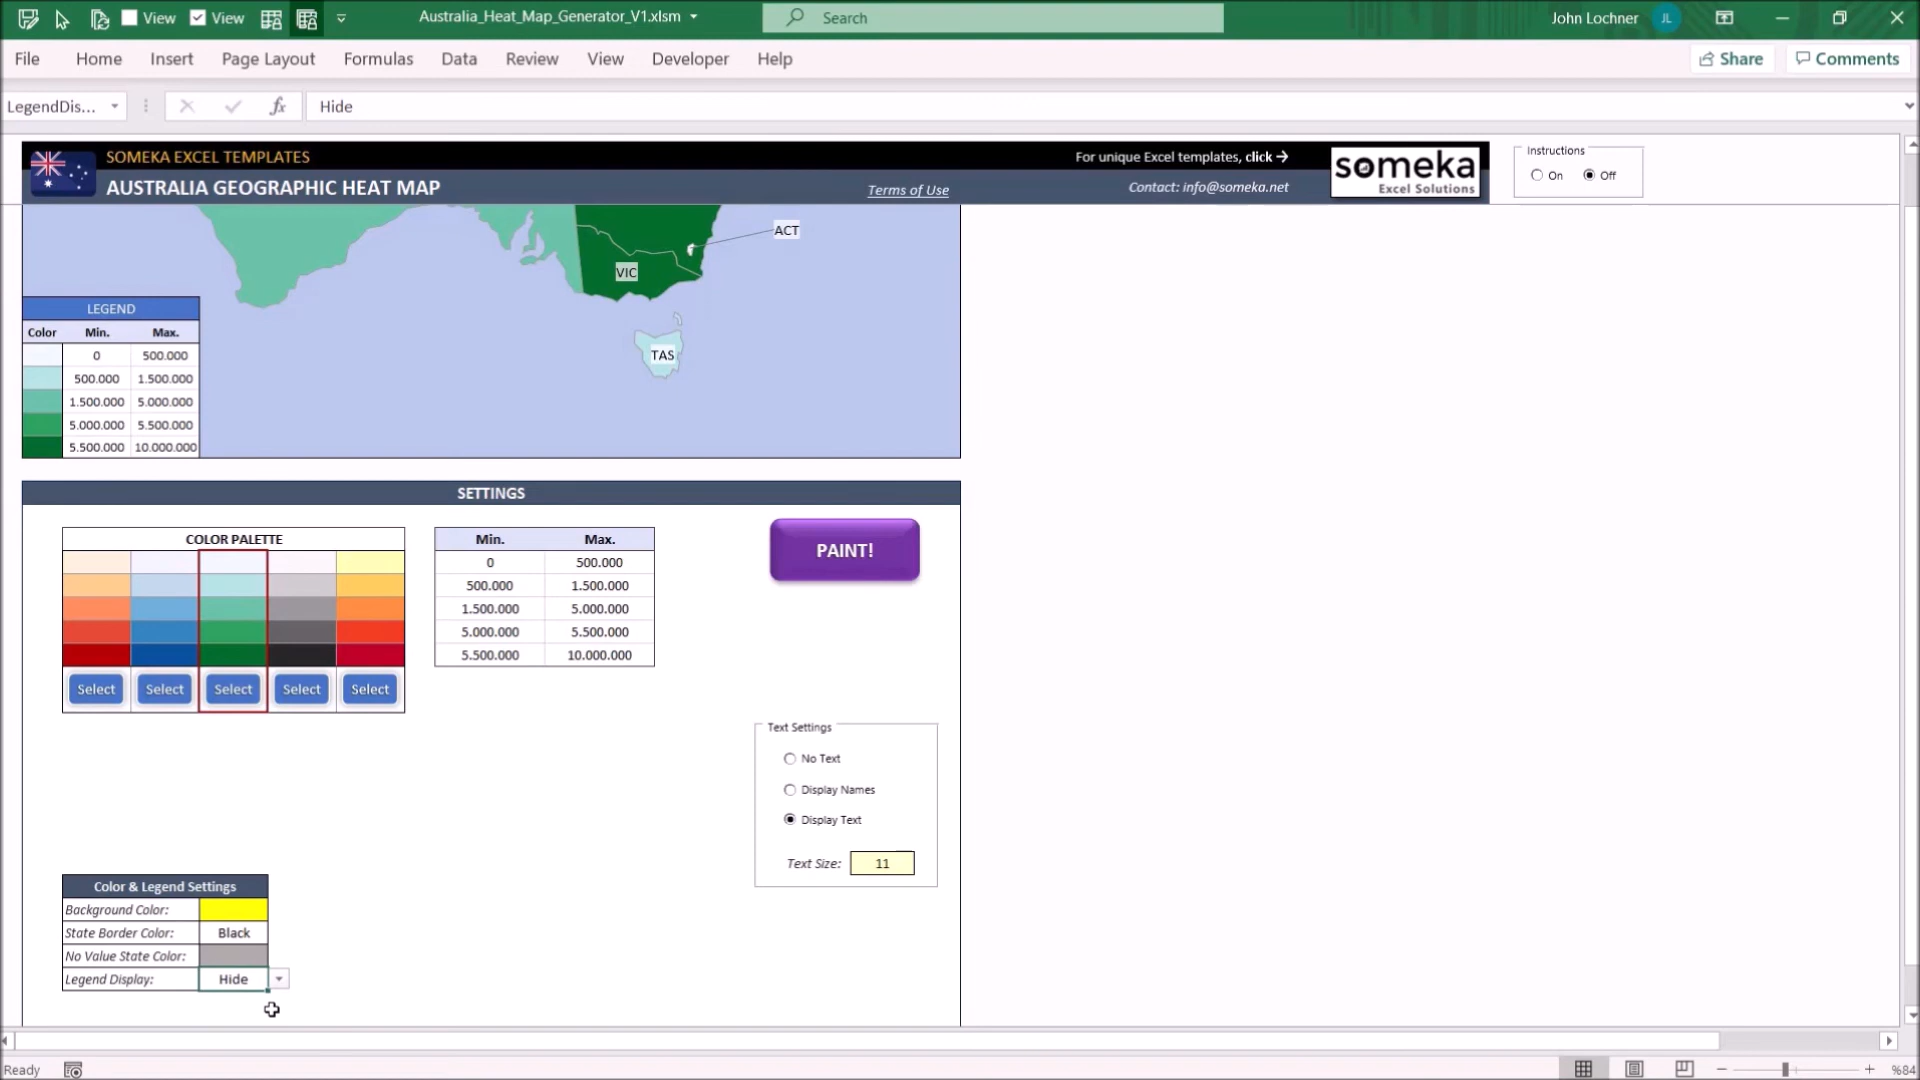 View View Australia_Heat_Map_Generator_V1.xlsm Search John Lochner JL
File Home Insert Page Layout Formulas Data Review View Developer Help Share Comments
LegendDis... fx Hide
SOMEKA EXCEL TEMPLATES
AUSTRALIA GEOGRAPHIC HEAT MAP
Terms of Use
For unique Excel templates, click →
Contact: info@someka.net
someka
Excel Solutions
Instructions
On Off
ACT
VIC
TAS
LEGEND
Color Min. Max.
0 500.000
500.000 1.500.000
1.500.000 5.000.000
5.000.000 5.500.000
5.500.000 10.000.000
SETTINGS
COLOR PALETTE
Select Select Select Select Select
Min. Max.
0 500.000
500.000 1.500.000
1.500.000 5.000.000
5.000.000 5.500.000
5.500.000 10.000.000
PAINT!
Text Settings
No Text
Display Names
Display Text
Text Size: 11
Color & Legend Settings
Background Color:
State Border Color: Black
No Value State Color:
Legend Display: Hide
Ready %84